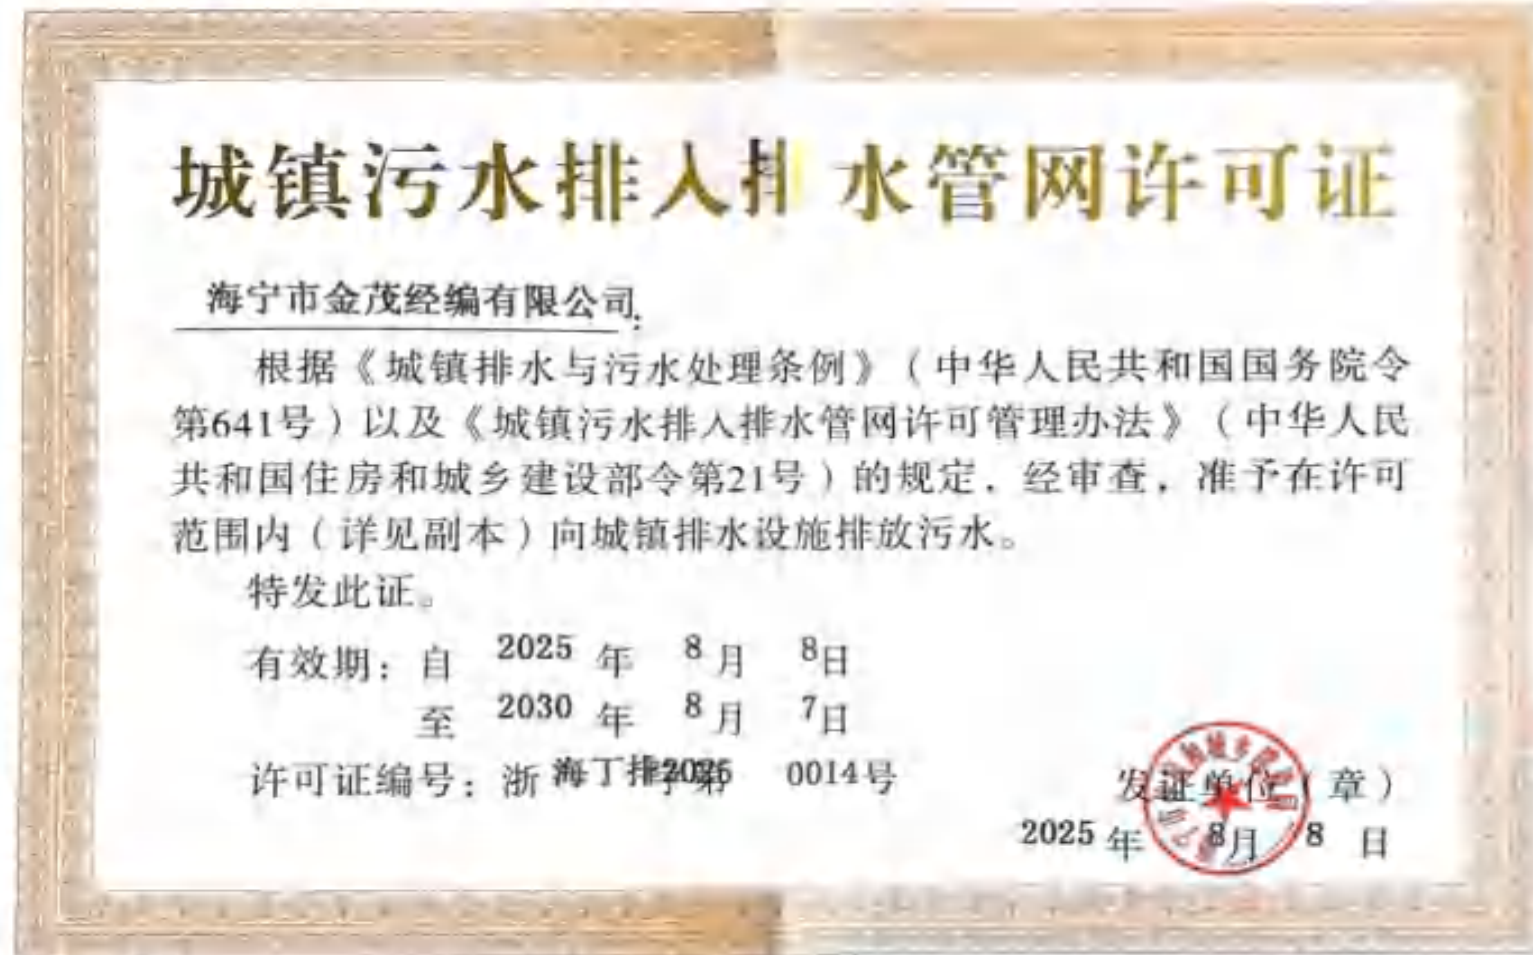 城镇污水排入排水管网许可证
海宁市金茂经编有限公司:
根据《城镇排水与污水处理条例》(中华人民共和国国务院令
第641号)以及《城镇污水排入排水管网许可管理办法》(中华人民
共和国住房和城乡建设部令第21号)的规定,经审查,准予在许可
范围内(详见副本)向城镇排水设施排放污水。
特发此证。
有效期:自 2025 年 8 月 8 日
至 2030 年 8 月 7 日
许可证编号:浙 海丁排2025 字第 0014 号
发证单位(章)
2025 年 8 月 8 日